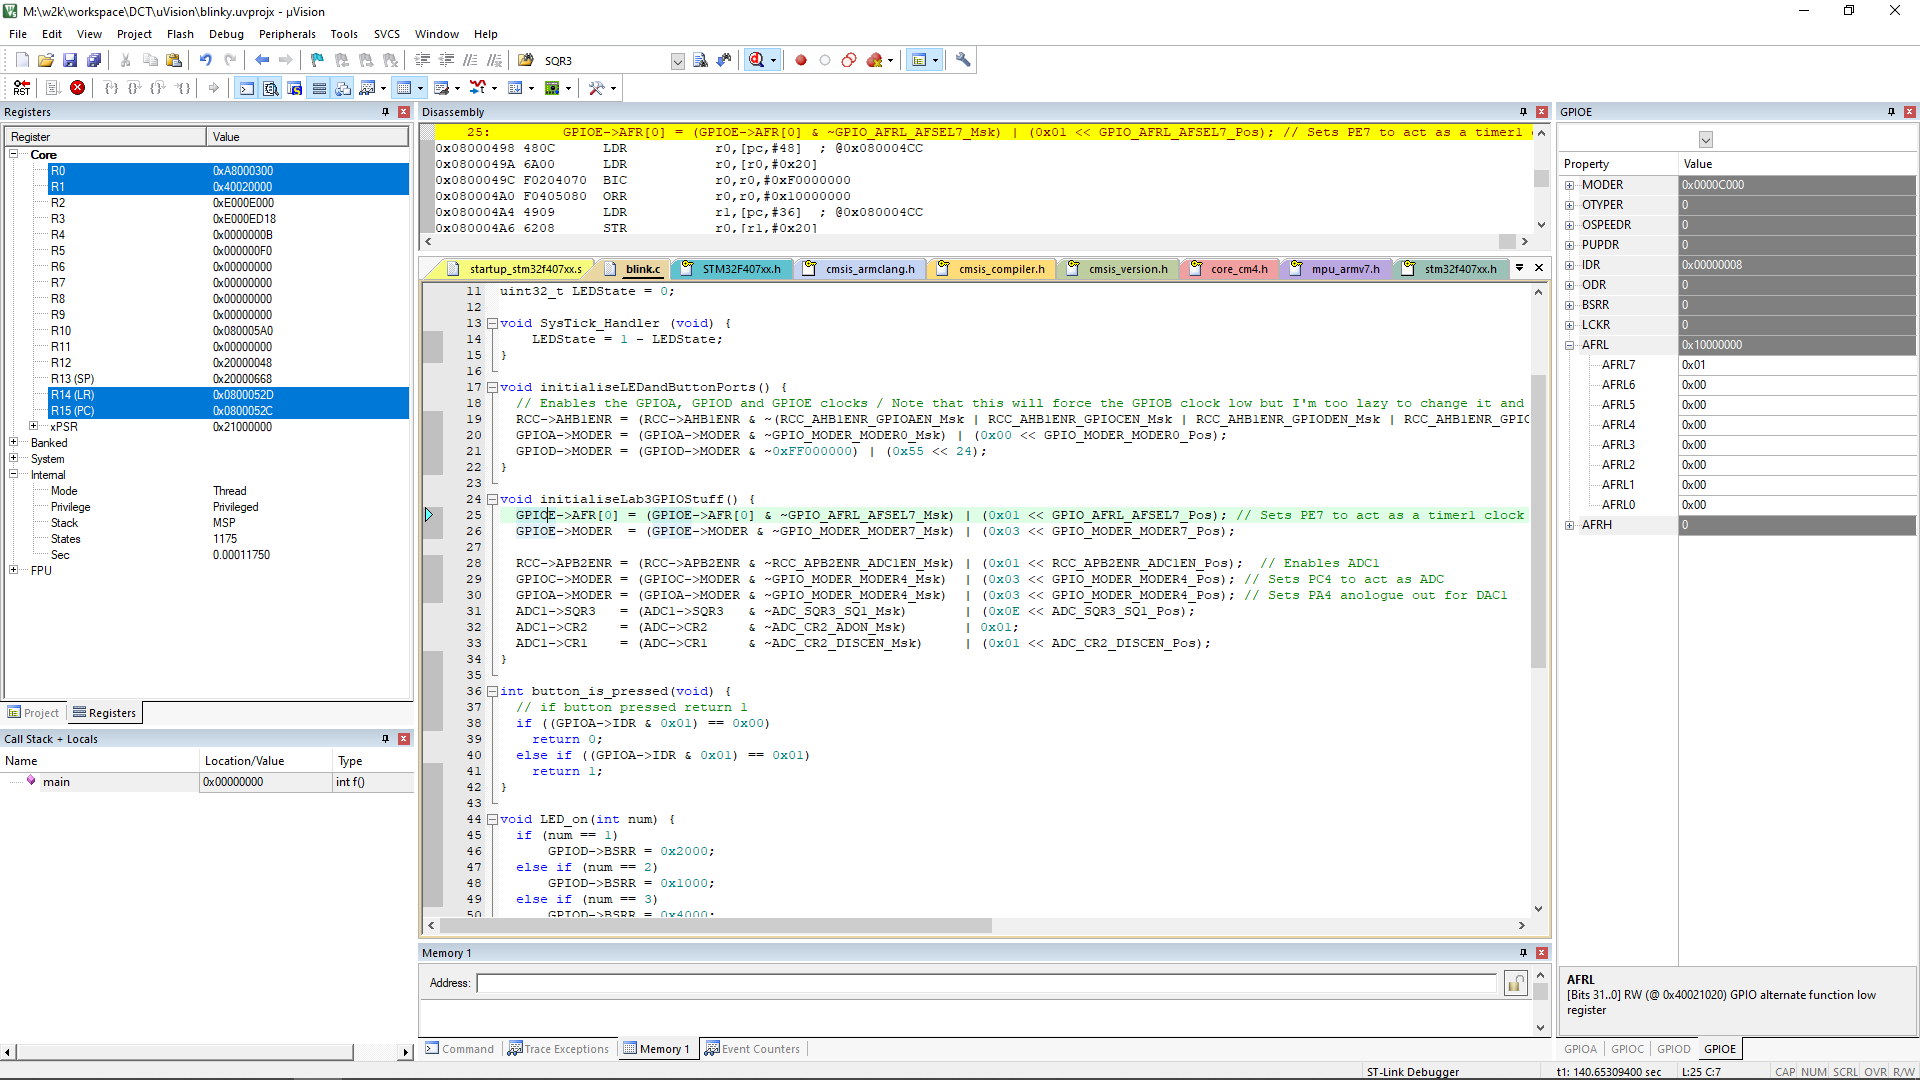 M:\w2k\workspace\DCT\uVision\blinky.uvprojx - µVision
File Edit View Project Flash Debug Peripherals Tools SVCS Window Help
SQR3
RST
Registers
Register Value
Core
R0 0xA8000300
R1 0x40020000
R2 0xE000E000
R3 0xE000ED18
R4 0x0000000B
R5 0x000000F0
R6 0x00000000
R7 0x00000000
R8 0x00000000
R9 0x00000000
R10 0x080005A0
R11 0x00000000
R12 0x20000048
R13 (SP) 0x20000668
R14 (LR) 0x0800052D
R15 (PC) 0x0800052C
xPSR 0x21000000
Banked
System
Internal
Mode Thread
Privilege Privileged
Stack MSP
States 1175
Sec 0.00011750
FPU
Project Registers
Call Stack + Locals
Name Location/Value Type
main 0x00000000 int f()
Disassembly
25: GPIOE->AFR[0] = (GPIOE->AFR[0] & ~GPIO_AFRL_AFSEL7_Msk) | (0x01 << GPIO_AFRL_AFSEL7_Pos); // Sets PE7 to act as a timer1
0x08000498 480C LDR r0,[pc,#48] ; @0x080004CC
0x0800049A 6A00 LDR r0,[r0,#0x20]
0x0800049C F0204070 BIC r0,r0,#0xF0000000
0x080004A0 F0405080 ORR r0,r0,#0x10000000
0x080004A4 4909 LDR r1,[pc,#36] ; @0x080004CC
0x080004A6 6208 STR r0,[r1,#0x20]
startup_stm32f407xx.s blink.c STM32F407xx.h cmsis_armclang.h cmsis_compiler.h cmsis_version.h core_cm4.h mpu_armv7.h stm32f407xx.h
11 uint32_t LEDState = 0;
12
13 void SysTick_Handler (void) {
14 LEDState = 1 - LEDState;
15 }
16
17 void initialiseLEDandButtonPorts() {
18 // Enables the GPIOA, GPIOD and GPIOE clocks / Note that this will force the GPIOB clock low but I'm too lazy to change it and
19 RCC->AHB1ENR = (RCC->AHB1ENR & ~(RCC_AHB1ENR_GPIOAEN_Msk | RCC_AHB1ENR_GPIOCEN_Msk | RCC_AHB1ENR_GPIODEN_Msk | RCC_AHB1ENR_GPIO
20 GPIOA->MODER = (GPIOA->MODER & ~GPIO_MODER_MODER0_Msk) | (0x00 << GPIO_MODER_MODER0_Pos);
21 GPIOD->MODER = (GPIOD->MODER & ~0xFF000000) | (0x55 << 24);
22 }
23
24 void initialiseLab3GPIOStuff() {
25 GPIOE->AFR[0] = (GPIOE->AFR[0] & ~GPIO_AFRL_AFSEL7_Msk) | (0x01 << GPIO_AFRL_AFSEL7_Pos); // Sets PE7 to act as a timer1 clock
26 GPIOE->MODER = (GPIOE->MODER & ~GPIO_MODER_MODER7_Msk) | (0x03 << GPIO_MODER_MODER7_Pos);
27
28 RCC->APB2ENR = (RCC->APB2ENR & ~RCC_APB2ENR_ADC1EN_Msk) | (0x01 << RCC_APB2ENR_ADC1EN_Pos); // Enables ADC1
29 GPIOC->MODER = (GPIOC->MODER & ~GPIO_MODER_MODER4_Msk) | (0x03 << GPIO_MODER_MODER4_Pos); // Sets PC4 to act as ADC
30 GPIOA->MODER = (GPIOA->MODER & ~GPIO_MODER_MODER4_Msk) | (0x03 << GPIO_MODER_MODER4_Pos); // Sets PA4 anologue out for DAC1
31 ADC1->SQR3 = (ADC1->SQR3 & ~ADC_SQR3_SQ1_Msk) | (0x0E << ADC_SQR3_SQ1_Pos);
32 ADC1->CR2 = (ADC->CR2 & ~ADC_CR2_ADON_Msk) | 0x01;
33 ADC1->CR1 = (ADC->CR1 & ~ADC_CR2_DISCEN_Msk) | (0x01 << ADC_CR2_DISCEN_Pos);
34 }
35
36 int button_is_pressed(void) {
37 // if button pressed return 1
38 if ((GPIOA->IDR & 0x01) == 0x00)
39 return 0;
40 else if ((GPIOA->IDR & 0x01) == 0x01)
41 return 1;
42 }
43
44 void LED_on(int num) {
45 if (num == 1)
46 GPIOD->BSRR = 0x2000;
47 else if (num == 2)
48 GPIOD->BSRR = 0x1000;
49 else if (num == 3)
50 GPIOD->BSRR = 0x4000;
Memory 1
Address:
Command Trace Exceptions Memory 1 Event Counters
GPIOE
Property Value
MODER 0x0000C000
OTYPER 0
OSPEEDR 0
PUPDR 0
IDR 0x00000008
ODR 0
BSRR 0
LCKR 0
AFRL 0x10000000
AFRL7 0x01
AFRL6 0x00
AFRL5 0x00
AFRL4 0x00
AFRL3 0x00
AFRL2 0x00
AFRL1 0x00
AFRL0 0x00
AFRH 0
AFRL
[Bits 31..0] RW (@ 0x40021020) GPIO alternate function low
register
GPIOA GPIOC GPIOD GPIOE
ST-Link Debugger t1: 140.65309400 sec L:25 C:7 CAP NUM SCRL OVR R/W